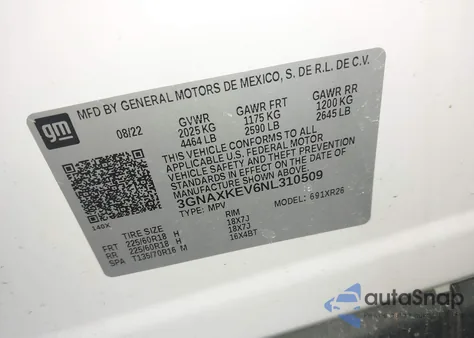 gm
MFD BY GENERAL MOTORS DE MEXICO, S. DE R.L. DE C.V.
08/22 GVWR GAWR FRT GAWR RR
2025 KG 1175 KG 1200 KG
4464 LB 2590 LB 2645 LB
THIS VEHICLE CONFORMS TO ALL APPLICABLE
U.S. FEDERAL MOTOR VEHICLE SAFETY AND
THEFT PREVENTION STANDARDS IN EFFECT ON
THE DATE OF MANUFACTURE SHOWN ABOVE.
3GNAXKEV6NL310509
TYPE: MPV MODEL: 691XR26
140X
TIRE SIZE RIM
FRT 225/60R18 H 18X7J
RR 225/60R18 H 18X7J
SPA T135/70R16 M 16X4BT
autoSnap